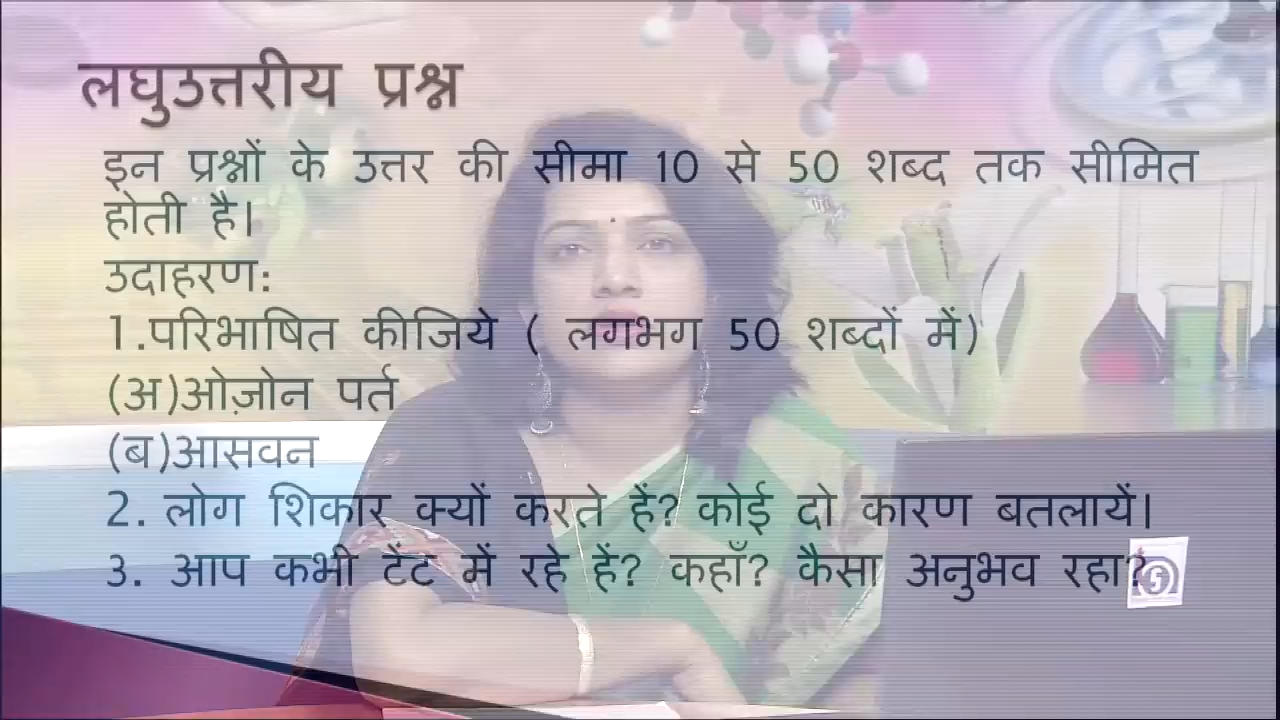 लघुउत्तरीय प्रश्न
इन प्रश्नों के उत्तर की सीमा 10 से 50 शब्द तक सीमित
होती है।
उदाहरण:
1.परिभाषित कीजिये ( लगभग 50 शब्दों में)
(अ)ओज़ोन पर्त
(ब)आसवन
2. लोग शिकार क्यों करते हें? कोई दो कारण बतलायें।
3. आप कभी टेंट में रहे हें? कहाँ? कैसा अनुभव रहा?